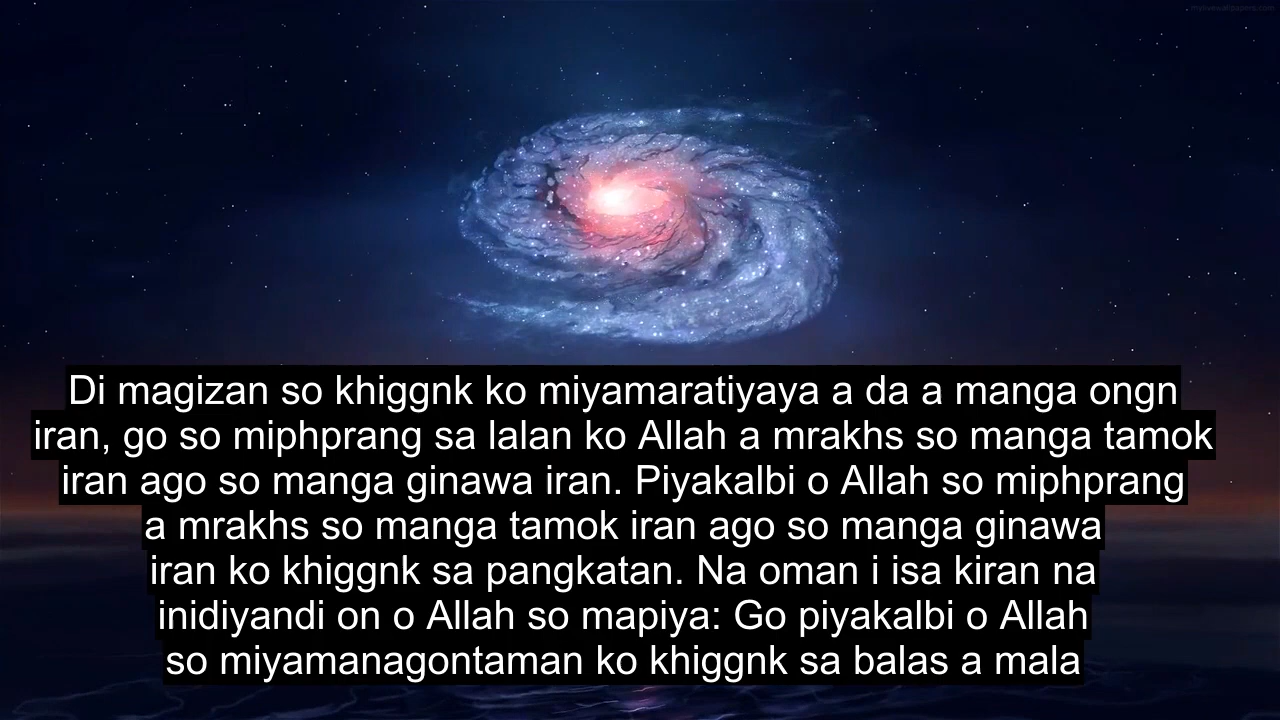 Di magizan so khiggnk ko miyamaratiyaya a da a manga ongn
iran, go so miphprang sa lalan ko Allah a mrakhs so manga tamok
iran ago so manga ginawa iran. Piyakalbi o Allah so miphprang
a mrakhs so manga tamok iran ago so manga ginawa
iran ko khiggnk sa pangkatan. Na oman i isa kiran na
inidiyandi on o Allah so mapiya: Go piyakalbi o Allah
so miyamanagontaman ko khiggnk sa balas a mala